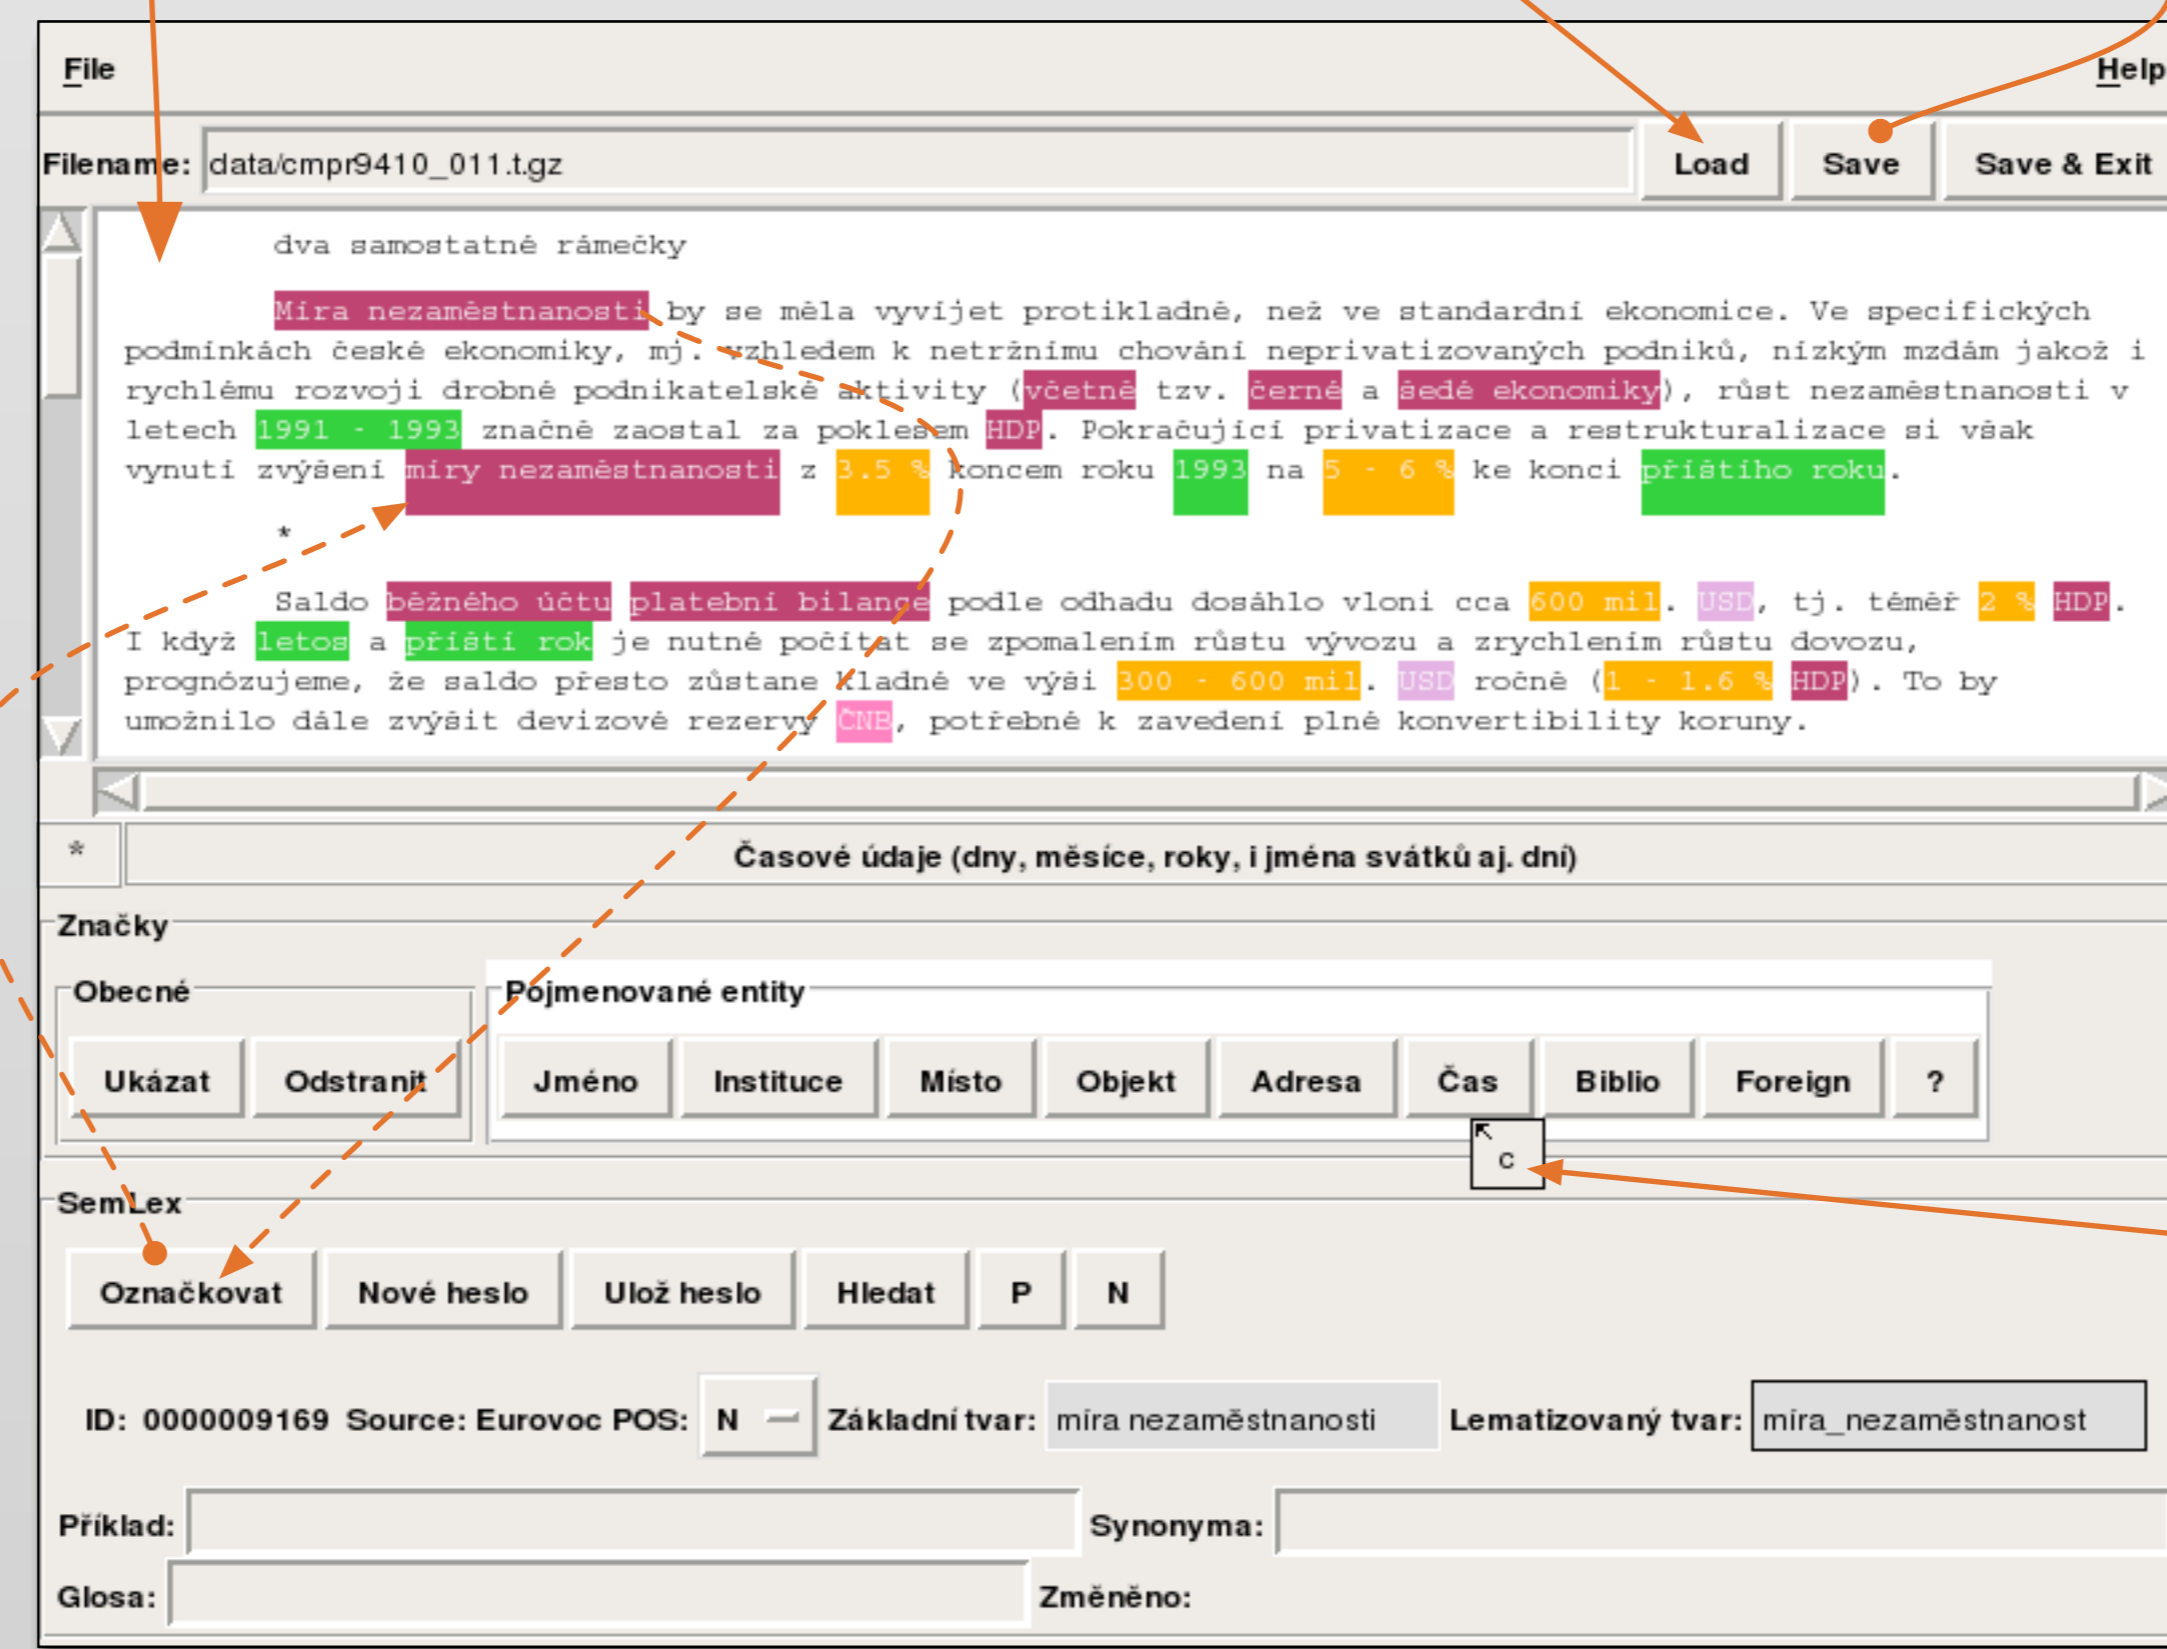 File
Help
Filename: data/cmpr9410_011.t.gz Load Save Save & Exit
dva samostatné rámečky
Míra nezaměstnanosti by se měla vyvíjet protikladně, než ve standardní ekonomice. Ve specifických
podmínkách české ekonomiky, mj. vzhledem k netržnímu chování neprivatizovaných podniků, nízkým mzdám jakož i
rychlému rozvoji drobné podnikatelské aktivity (včetně tzv. černé a šedé ekonomiky), růst nezaměstnanosti v
letech 1991 - 1993 značně zaostal za poklesem HDP. Pokračující privatizace a restrukturalizace si však
vynutí zvýšení míry nezaměstnanosti z 3.5 % koncem roku 1993 na 5 - 6 % ke konci příštího roku.
*
Saldo běžného účtu platební bilance podle odhadu dosáhlo vloni cca 600 mil. USD, tj. téměř 2 % HDP.
I když letos a příští rok je nutné počítat se zpomalením růstu vývozu a zrychlením růstu dovozu,
prognózujeme, že saldo přesto zůstane kladné ve výši 300 - 600 mil. USD ročně (1 - 1.6 % HDP). To by
umožnilo dále zvýšit devizové rezervy ČNB, potřebné k zavedení plné konvertibility koruny.
* Časové údaje (dny, měsíce, roky, i jména svátků aj. dní)
Značky
Obecné Pojmenované entity
Ukázat Odstranit Jméno Instituce Místo Objekt Adresa Čas Biblio Foreign ?
c
SemLex
Označkovat Nové heslo Ulož heslo Hledat P N
ID: 0000009169 Source: Eurovoc POS: N Základní tvar: míra nezaměstnanosti Lematizovaný tvar: míra_nezaměstnanost
Příklad: Synonyma:
Glosa: Změněno: